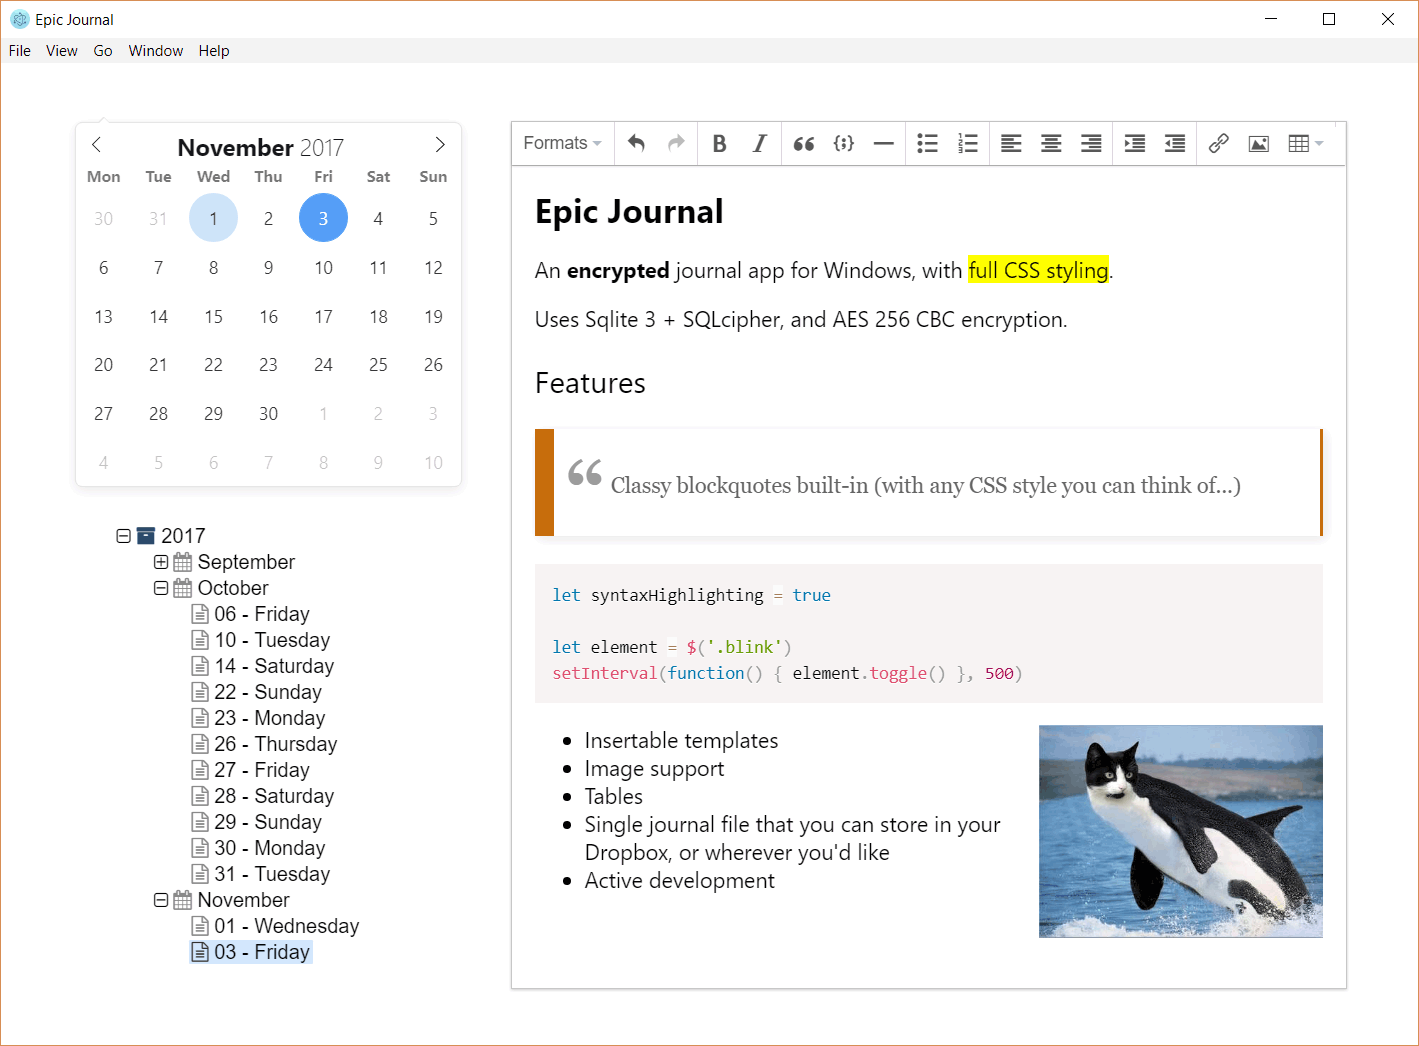 Epic Journal
File View Go Window Help
November 2017
Mon Tue Wed Thu Fri Sat Sun
30 31 1 2 3 4 5
6 7 8 9 10 11 12
13 14 15 16 17 18 19
20 21 22 23 24 25 26
27 28 29 30 1 2 3
4 5 6 7 8 9 10
2017
September
October
06 - Friday
10 - Tuesday
14 - Saturday
22 - Sunday
23 - Monday
26 - Thursday
27 - Friday
28 - Saturday
29 - Sunday
30 - Monday
31 - Tuesday
November
01 - Wednesday
03 - Friday
Formats
Epic Journal
An encrypted journal app for Windows, with full CSS styling.
Uses Sqlite 3 + SQLcipher, and AES 256 CBC encryption.
Features
Classy blockquotes built-in (with any CSS style you can think of...)
let syntaxHighlighting = true
let element = $('.blink')
setInterval(function() { element.toggle() }, 500)
Insertable templates
Image support
Tables
Single journal file that you can store in your
Dropbox, or wherever you'd like
Active development